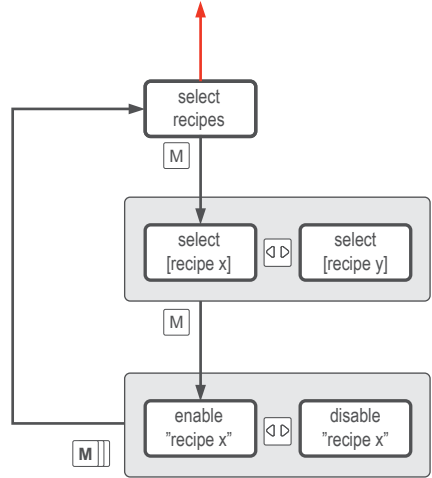 select
recipes
M
select
[recipe x]
select
[recipe y]
M
enable
”recipe x”
disable
”recipe x”
M